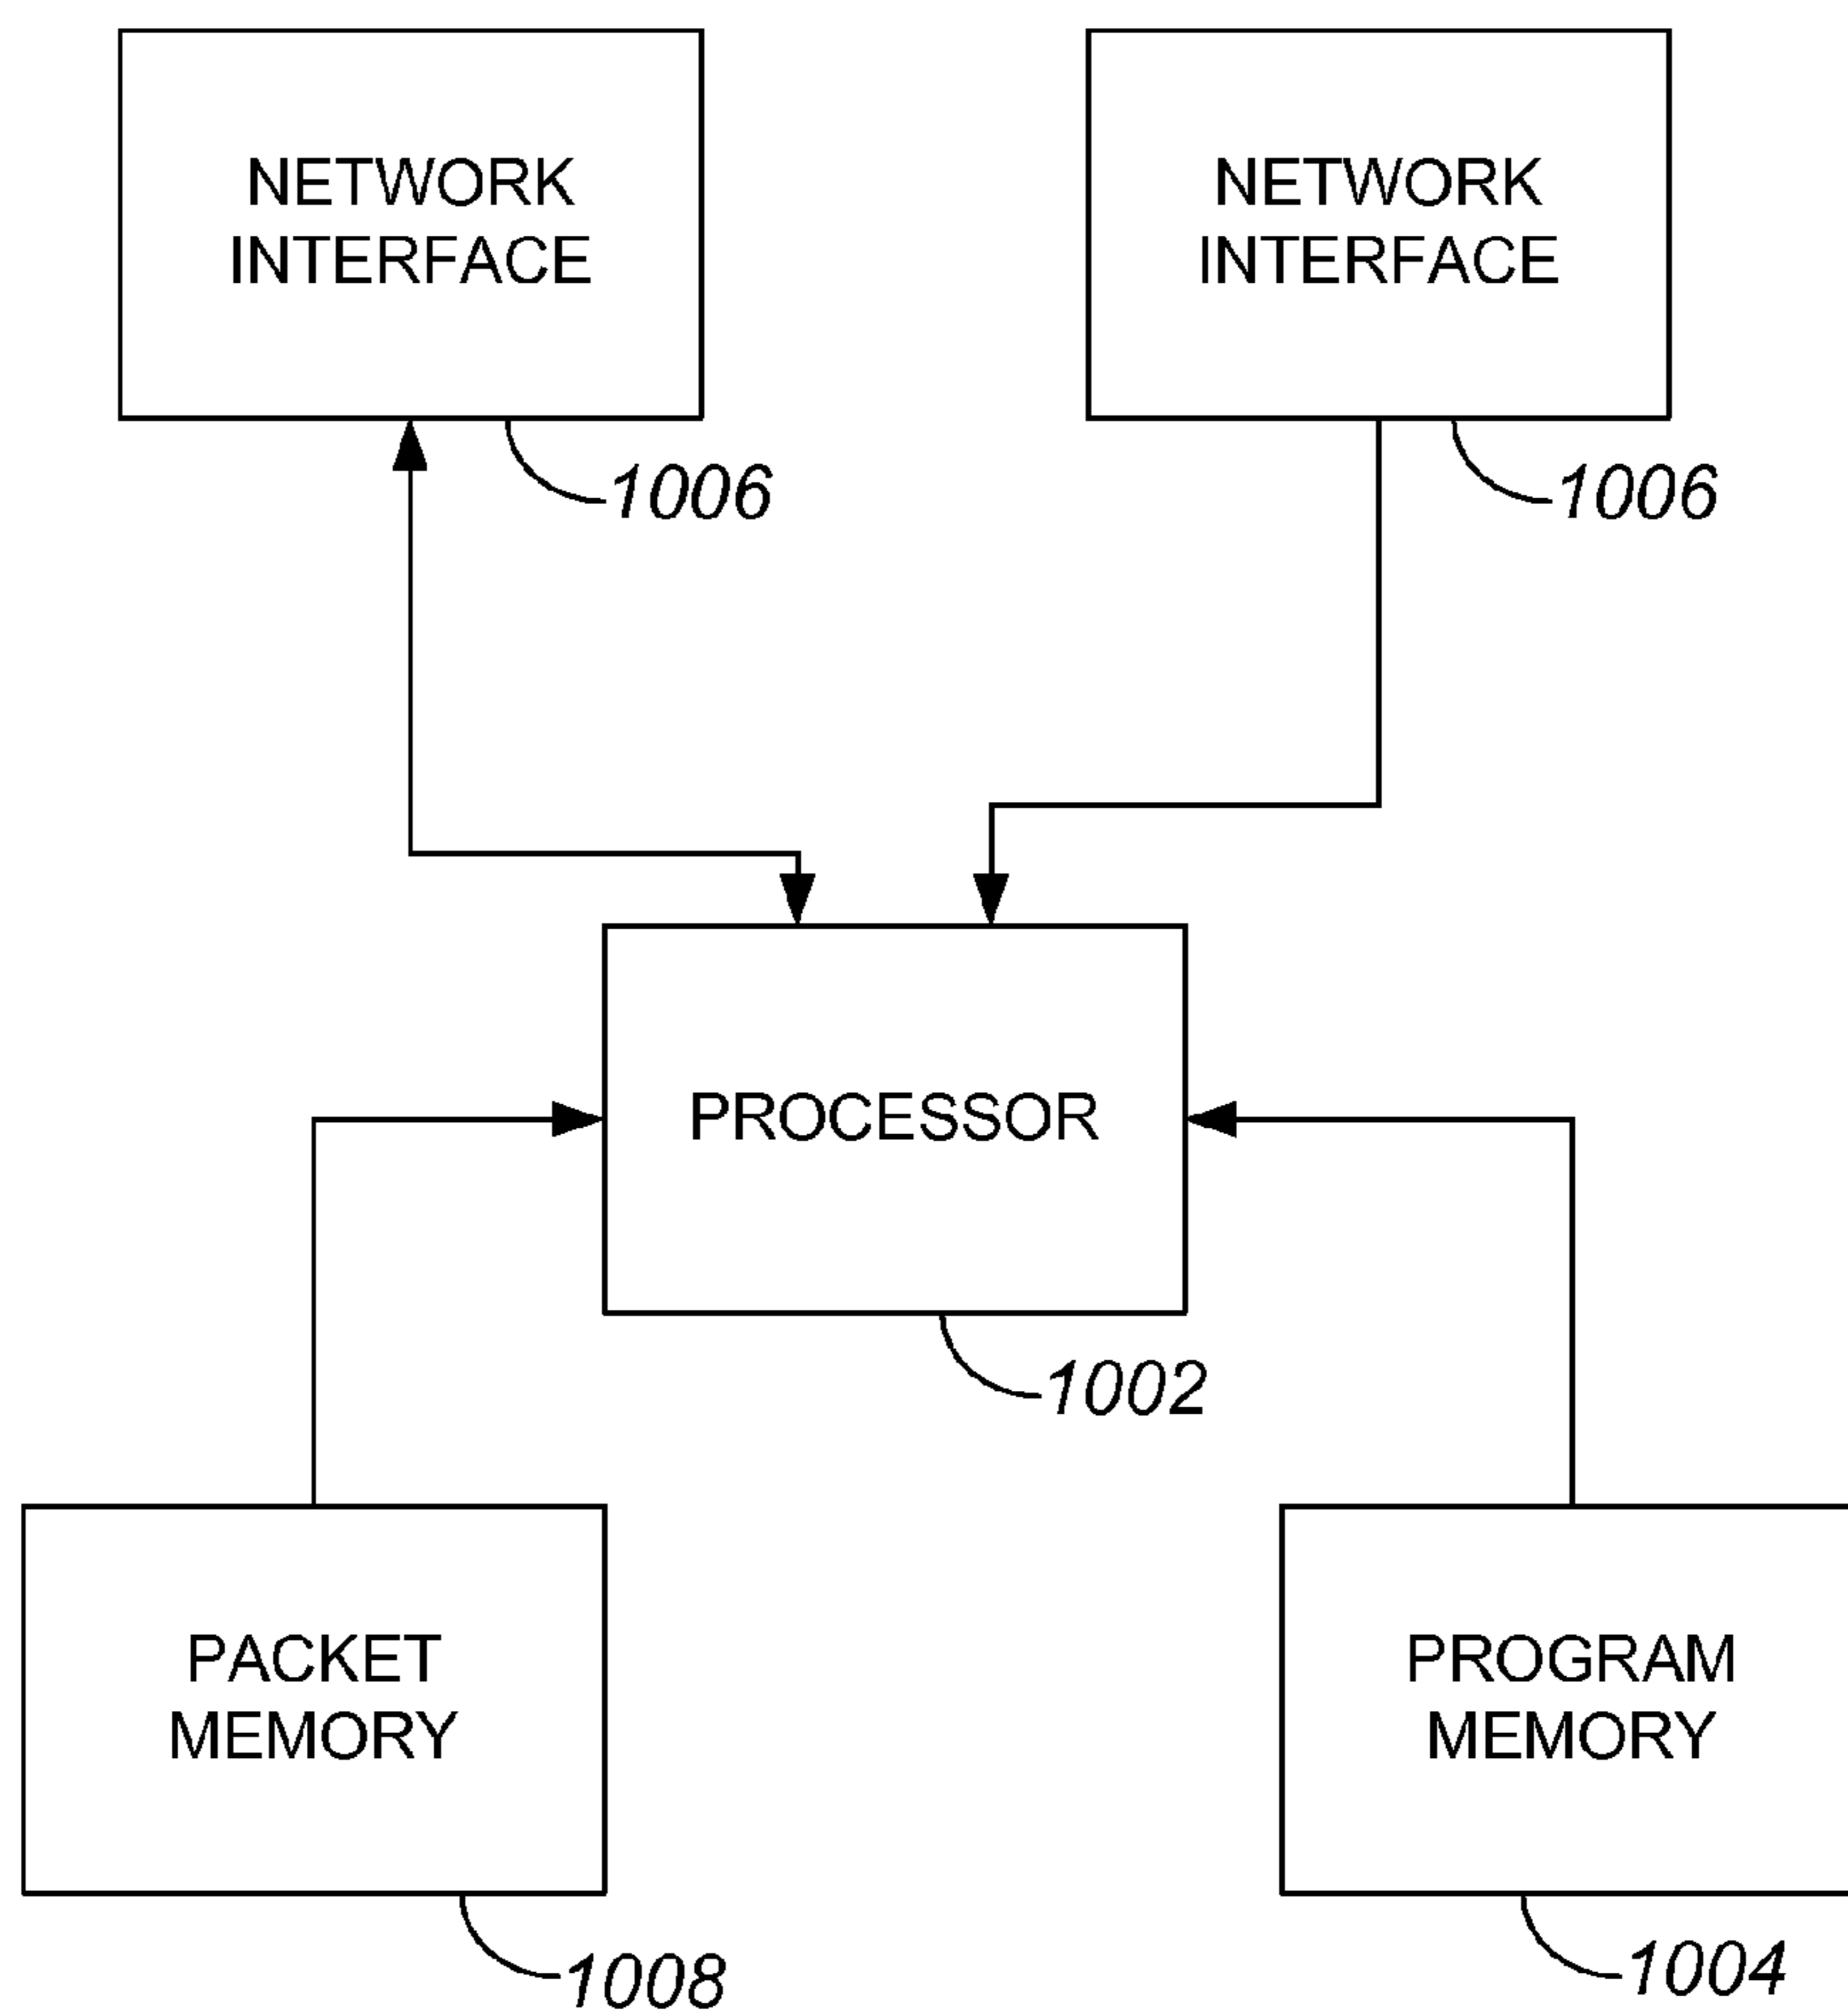 NETWORK
INTERFACE
1006
NETWORK
INTERFACE
1006
PROCESSOR
1002
PACKET
MEMORY
1008
PROGRAM
MEMORY
1004